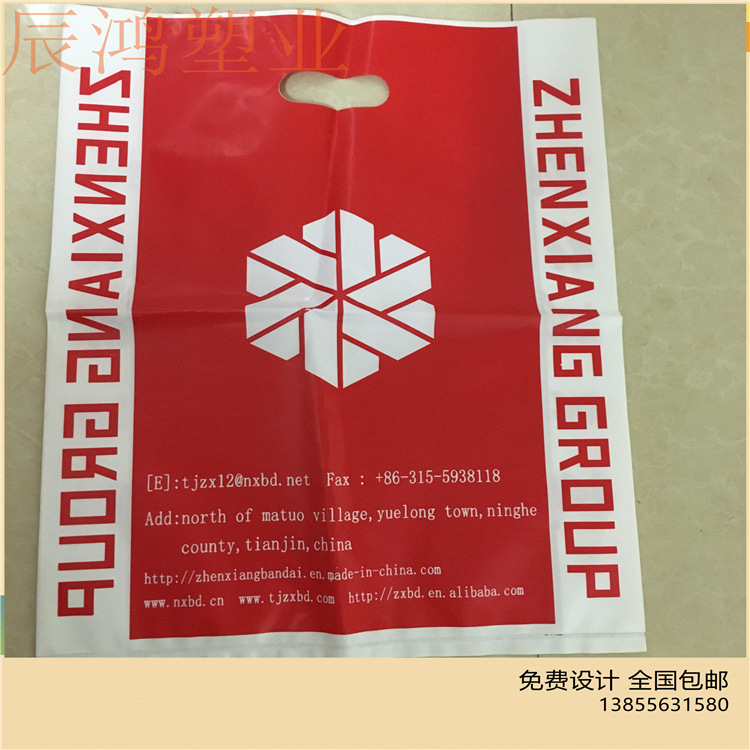 辰鸿塑业
ZHENXIANG GROUP
ZHENXIANG GROUP
[E]:tjzx12@nxbd.net Fax : +86-315-5938118
Add:north of matuo village,yuelong town,ninghe
county,tianjin,china
http://zhenxiangbandai.en.made-in-china.com
www.nxbd.cn www.tjzxbd.com http://zxbd.en.alibaba.com
免费设计 全国包邮
13855631580